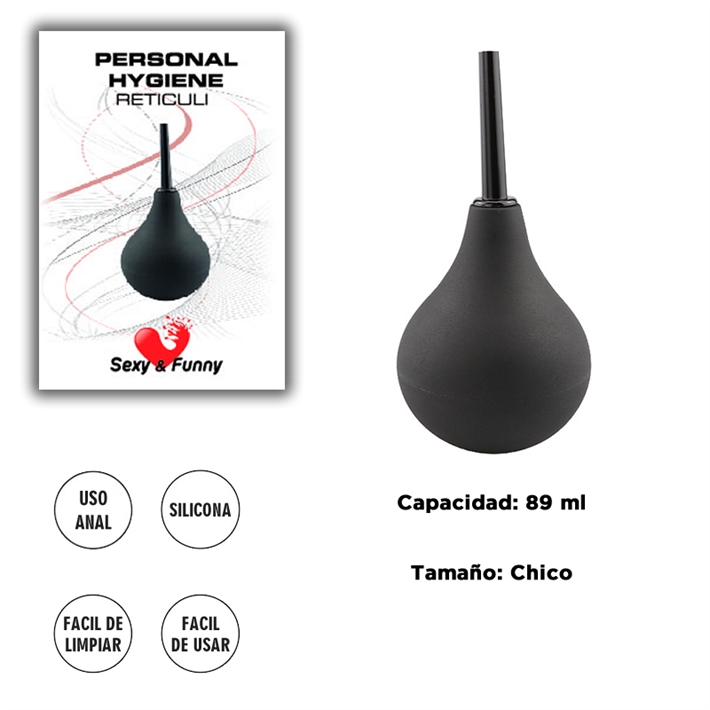 PERSONAL
HYGIENE
RETICULI
Sexy & Funny
USO
ANAL
SILICONA
FACIL DE
LIMPIAR
FACIL
DE USAR
Capacidad: 89 ml
Tamaño: Chico